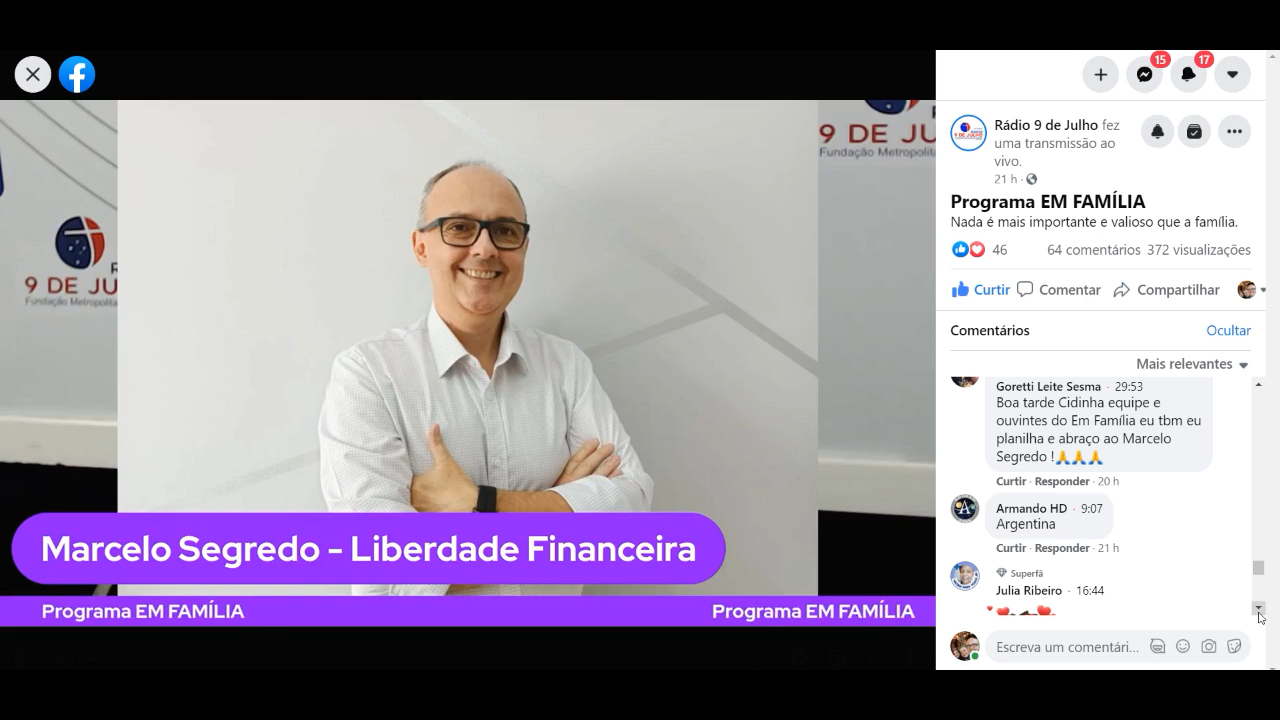 9 DE JU
Fundação Metropolit
R
9 DE JU
Fundação Metropolita
Marcelo Segredo - Liberdade Financeira
Programa EM FAMÍLIA
Programa EM FAMÍLIA
15
17
Rádio 9 de Julho fez
uma transmissão ao
vivo.
21 h ·
Programa EM FAMÍLIA
Nada é mais importante e valioso que a família.
46
64 comentários 372 visualizações
Curtir
Comentar
Compartilhar
Comentários
Ocultar
Mais relevantes
Goretti Leite Sesma · 29:53
Boa tarde Cidinha equipe e
ouvintes do Em Família eu tbm eu
planilha e abraço ao Marcelo
Segredo !🙏🙏🙏
Curtir · Responder · 20 h
Armando HD · 9:07
Argentina
Curtir · Responder · 21 h
Superfã
Julia Ribeiro · 16:44
Escreva um comentári...